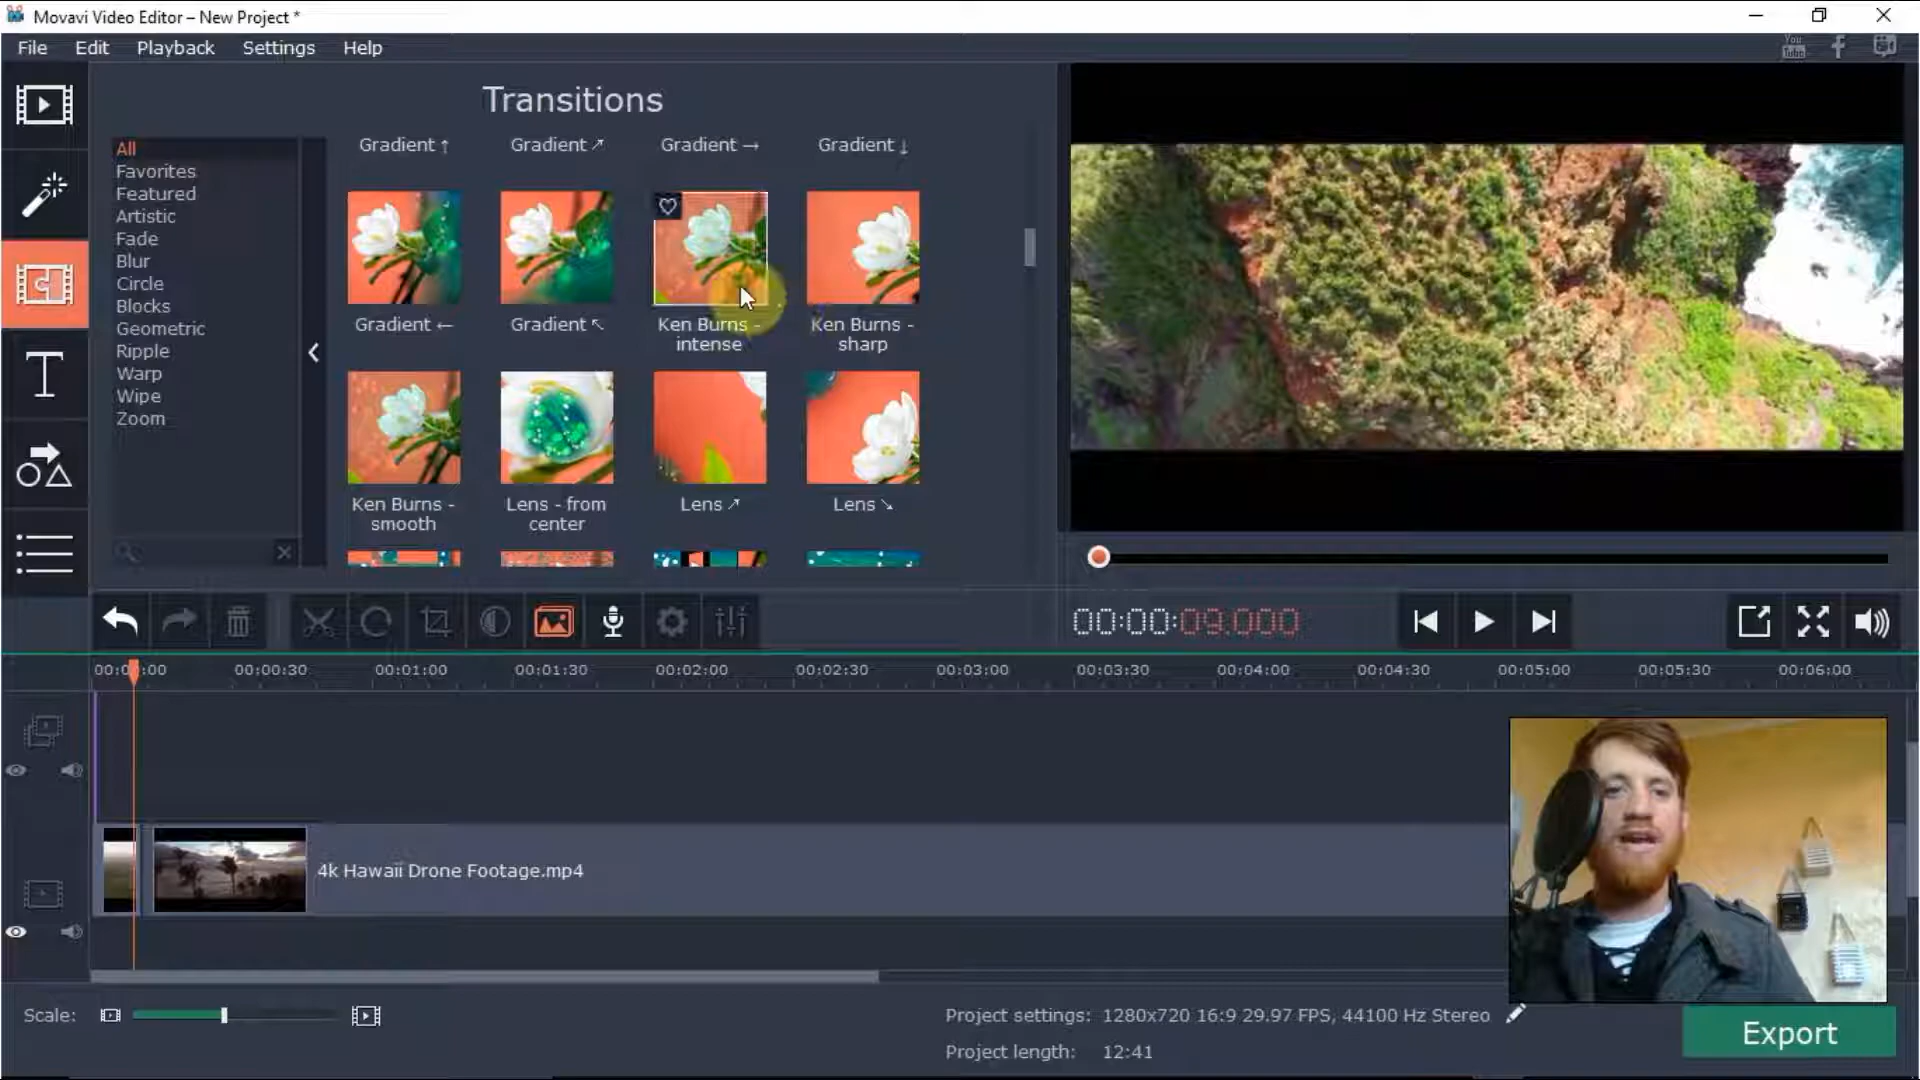 Movavi Video Editor – New Project *
File Edit Playback Settings Help
You
Tube
Transitions
All
Favorites
Featured
Artistic
Fade
Blur
Circle
Blocks
Geometric
Ripple
Warp
Wipe
Zoom
Gradient ↑ Gradient ↗ Gradient → Gradient ↓
Gradient ← Gradient ↖ Ken Burns - intense Ken Burns - sharp
Ken Burns - smooth Lens - from center Lens ↗ Lens ↘
00:00:09.000
00:00:00 00:00:30 00:01:00 00:01:30 00:02:00 00:02:30 00:03:00 00:03:30 00:04:00 00:04:30 00:05:00 00:05:30 00:06:00
4k Hawaii Drone Footage.mp4
Scale:
Project settings: 1280x720 16:9 29.97 FPS, 44100 Hz Stereo
Project length: 12:41
Export